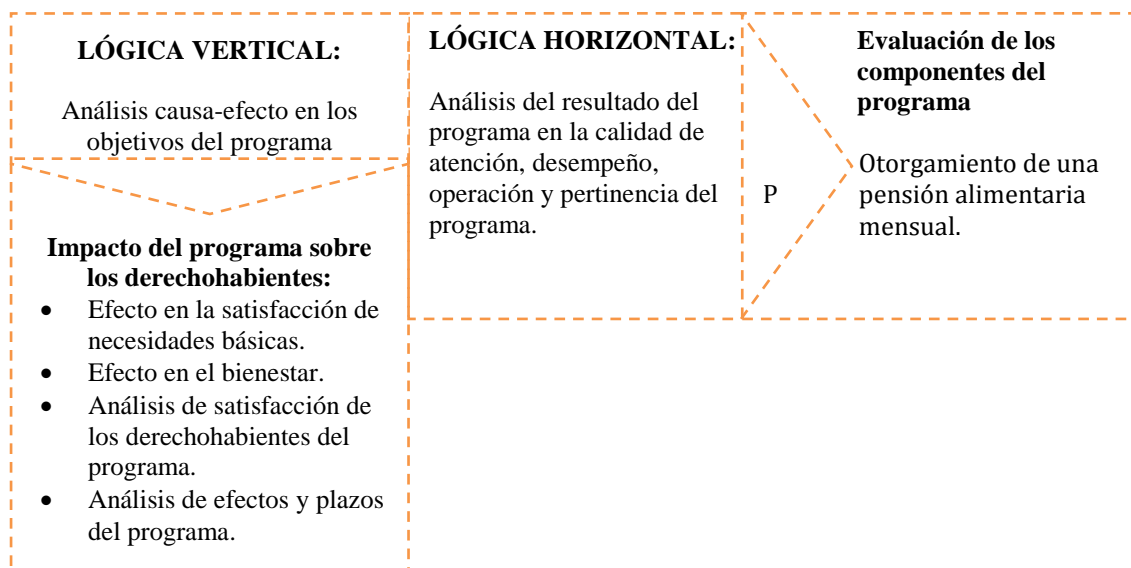 LÓGICA VERTICAL:
Análisis causa-efecto en los
objetivos del programa
Impacto del programa sobre
los derechohabientes:
• Efecto en la satisfacción de
necesidades básicas.
• Efecto en el bienestar.
• Análisis de satisfacción de
los derechohabientes del
programa.
• Análisis de efectos y plazos
del programa.
LÓGICA HORIZONTAL:
Análisis del resultado del
programa en la calidad de
atención, desempeño,
operación y pertinencia del
programa.
P
Evaluación de los
componentes del
programa
Otorgamiento de una
pensión alimentaria
mensual.